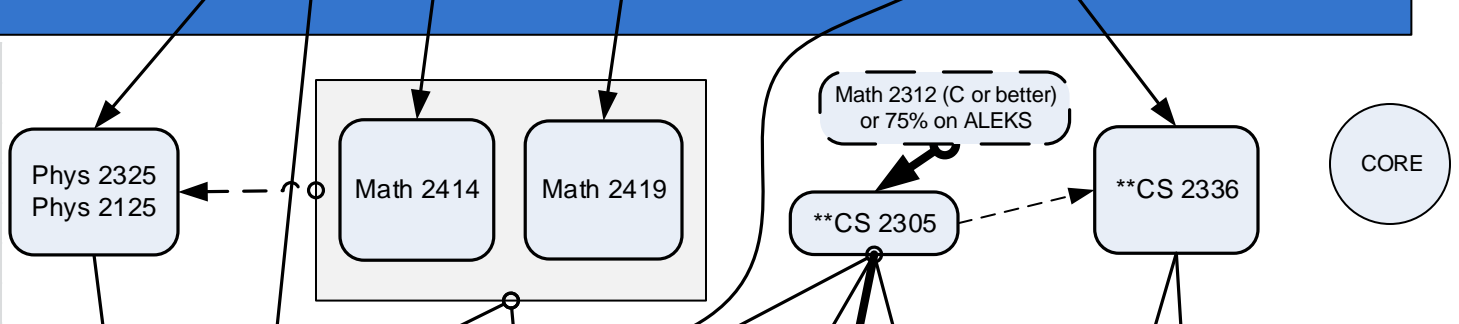 Math 2312 (C or better)
or 75% on ALEKS
Phys 2325
Phys 2125
Math 2414
Math 2419
**CS 2305
**CS 2336
CORE